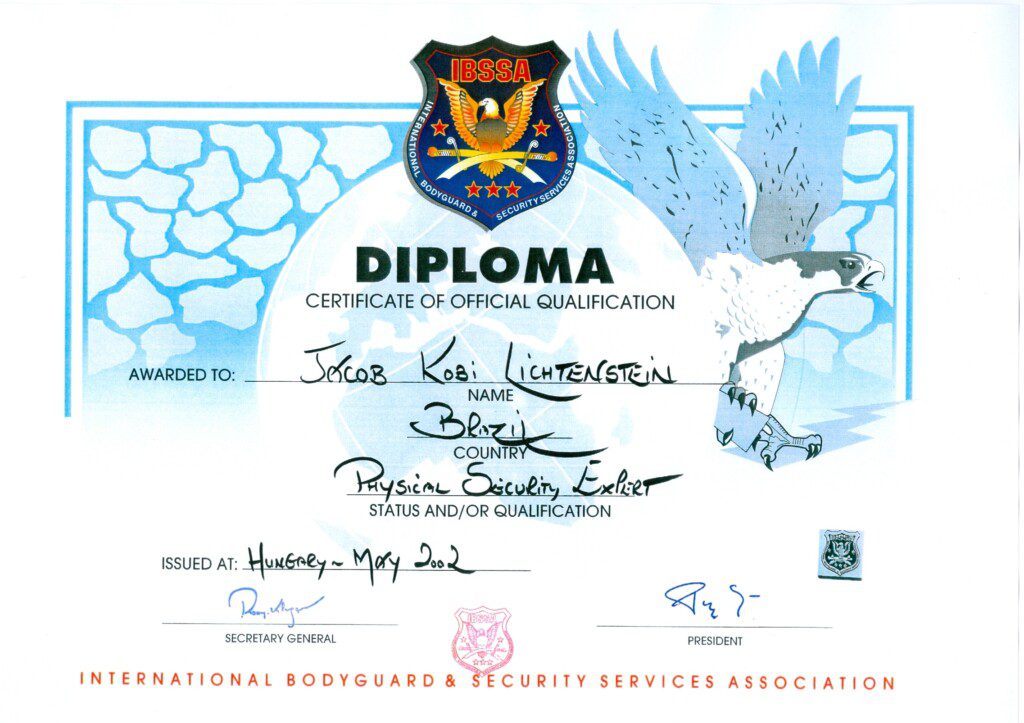 IBSSA
INTERNATIONAL BODYGUARD & SECURITY SERVICES ASSOCIATION
DIPLOMA
CERTIFICATE OF OFFICIAL QUALIFICATION
AWARDED TO: JACOB KOBI LICHTENSTEIN
NAME
BRAZIL
COUNTRY
PHYSICAL SECURITY EXPERT
STATUS AND/OR QUALIFICATION
ISSUED AT: HUNGARY - MAY 2002
SECRETARY GENERAL
PRESIDENT
INTERNATIONAL BODYGUARD & SECURITY SERVICES ASSOCIATION